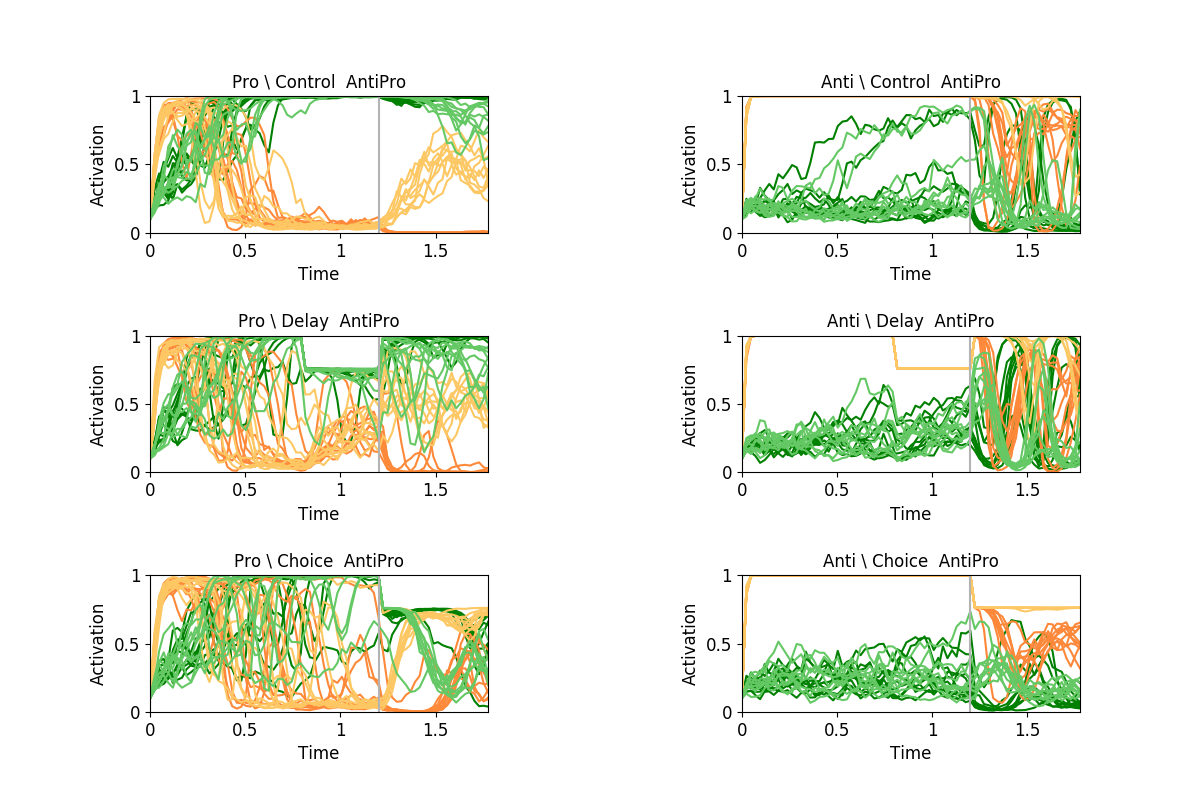 Pro \ Control  AntiPro
Activation
1
0.5
0
0
0.5
1
1.5
Time
Anti \ Control  AntiPro
Activation
1
0.5
0
0
0.5
1
1.5
Time
Pro \ Delay  AntiPro
Activation
1
0.5
0
0
0.5
1
1.5
Time
Anti \ Delay  AntiPro
Activation
1
0.5
0
0
0.5
1
1.5
Time
Pro \ Choice  AntiPro
Activation
1
0.5
0
0
0.5
1
1.5
Time
Anti \ Choice  AntiPro
Activation
1
0.5
0
0
0.5
1
1.5
Time